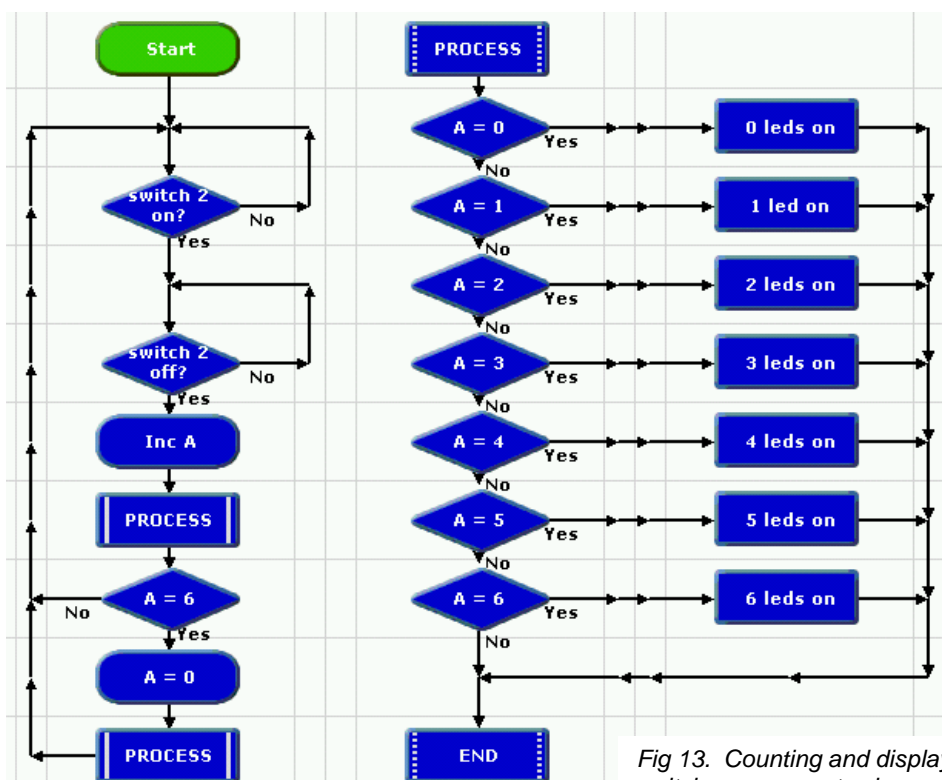 Start
switch 2
on?
No
Yes
switch 2
off?
No
Yes
Inc A
PROCESS
A = 6
No
Yes
A = 0
PROCESS
PROCESS
A = 0
Yes
0 leds on
No
A = 1
Yes
1 led on
No
A = 2
Yes
2 leds on
No
A = 3
Yes
3 leds on
No
A = 4
Yes
4 leds on
No
A = 5
Yes
5 leds on
No
A = 6
Yes
6 leds on
No
END
Fig 13. Counting and displa